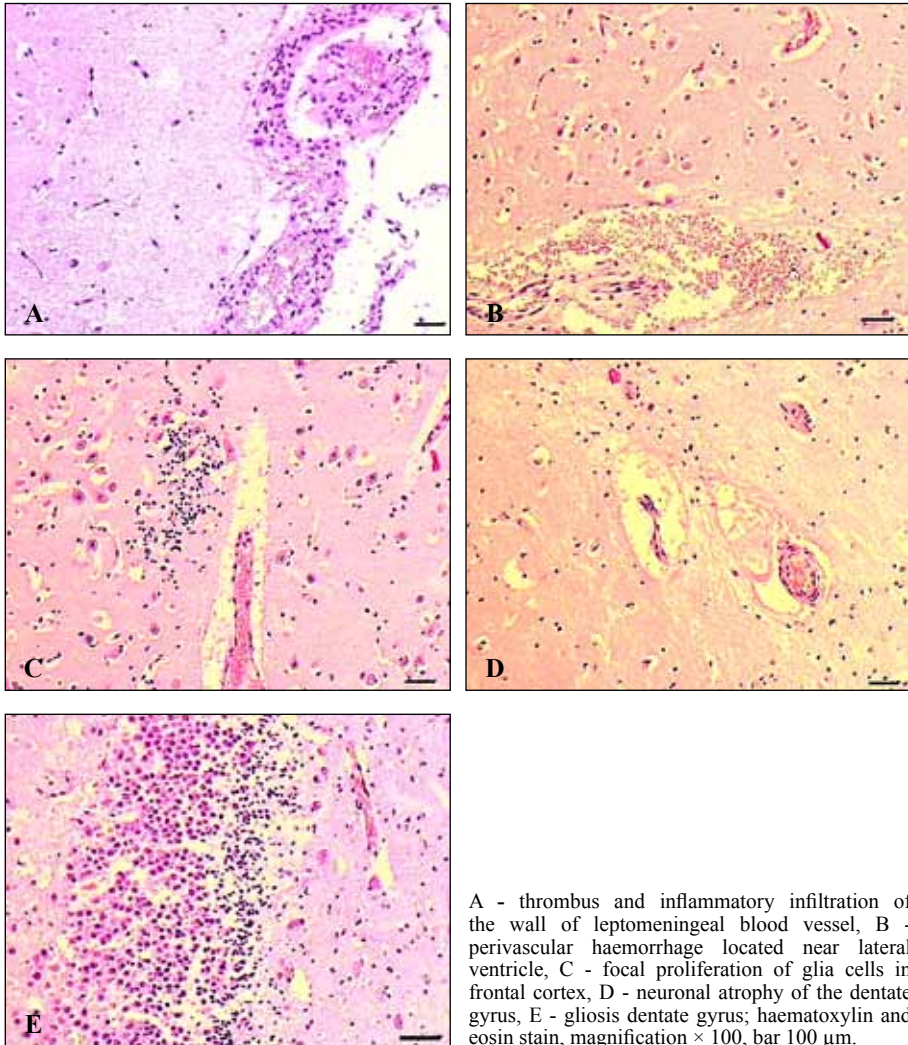 A
B
C
D
E
A - thrombus and inflammatory infiltration of
the wall of leptomeningeal blood vessel, B -
perivascular haemorrhage located near lateral
ventricle, C - focal proliferation of glia cells in
frontal cortex, D - neuronal atrophy of the dentate
gyrus, E - gliosis dentate gyrus; haematoxylin and
eosin stain, magnification × 100, bar 100 µm.